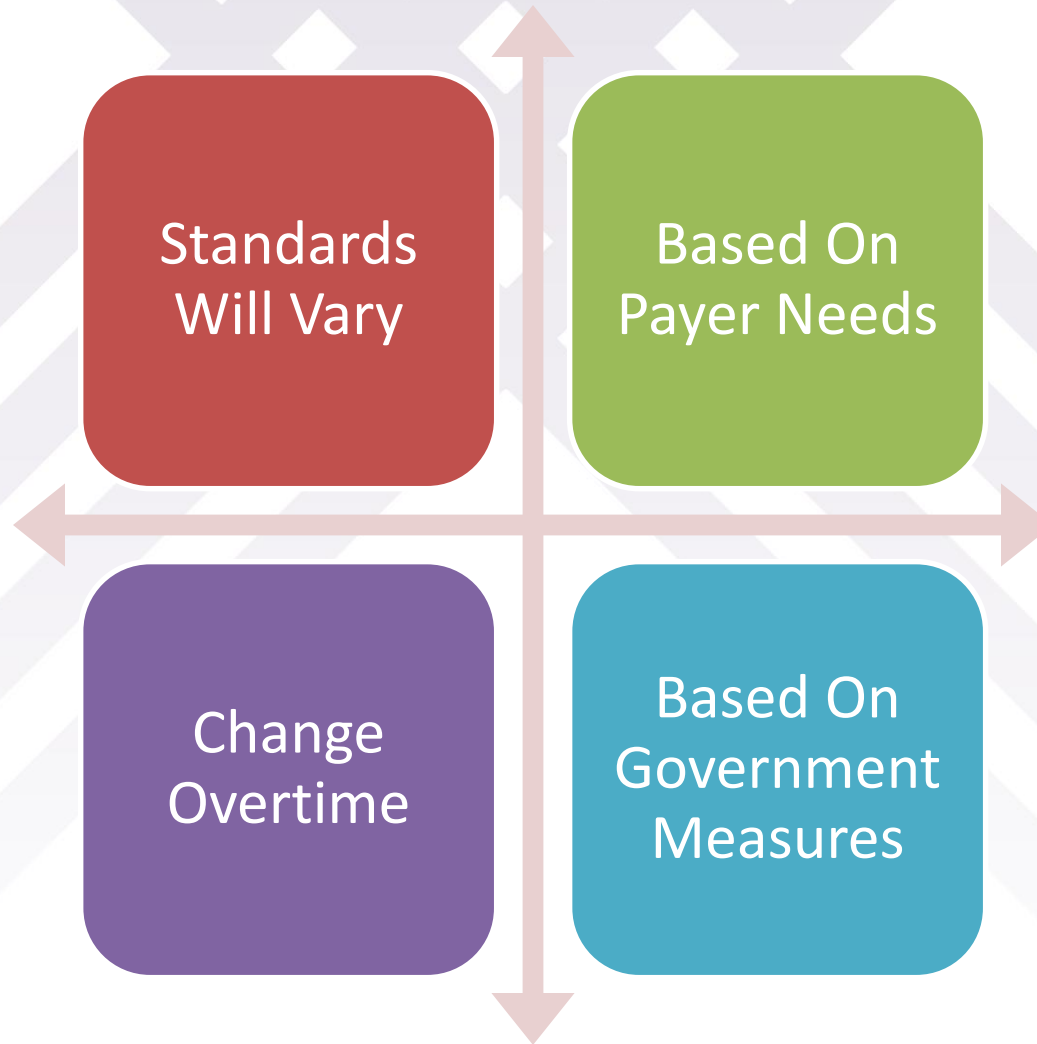 Standards
Will Vary
Based On
Payer Needs
Change
Overtime
Based On
Government
Measures